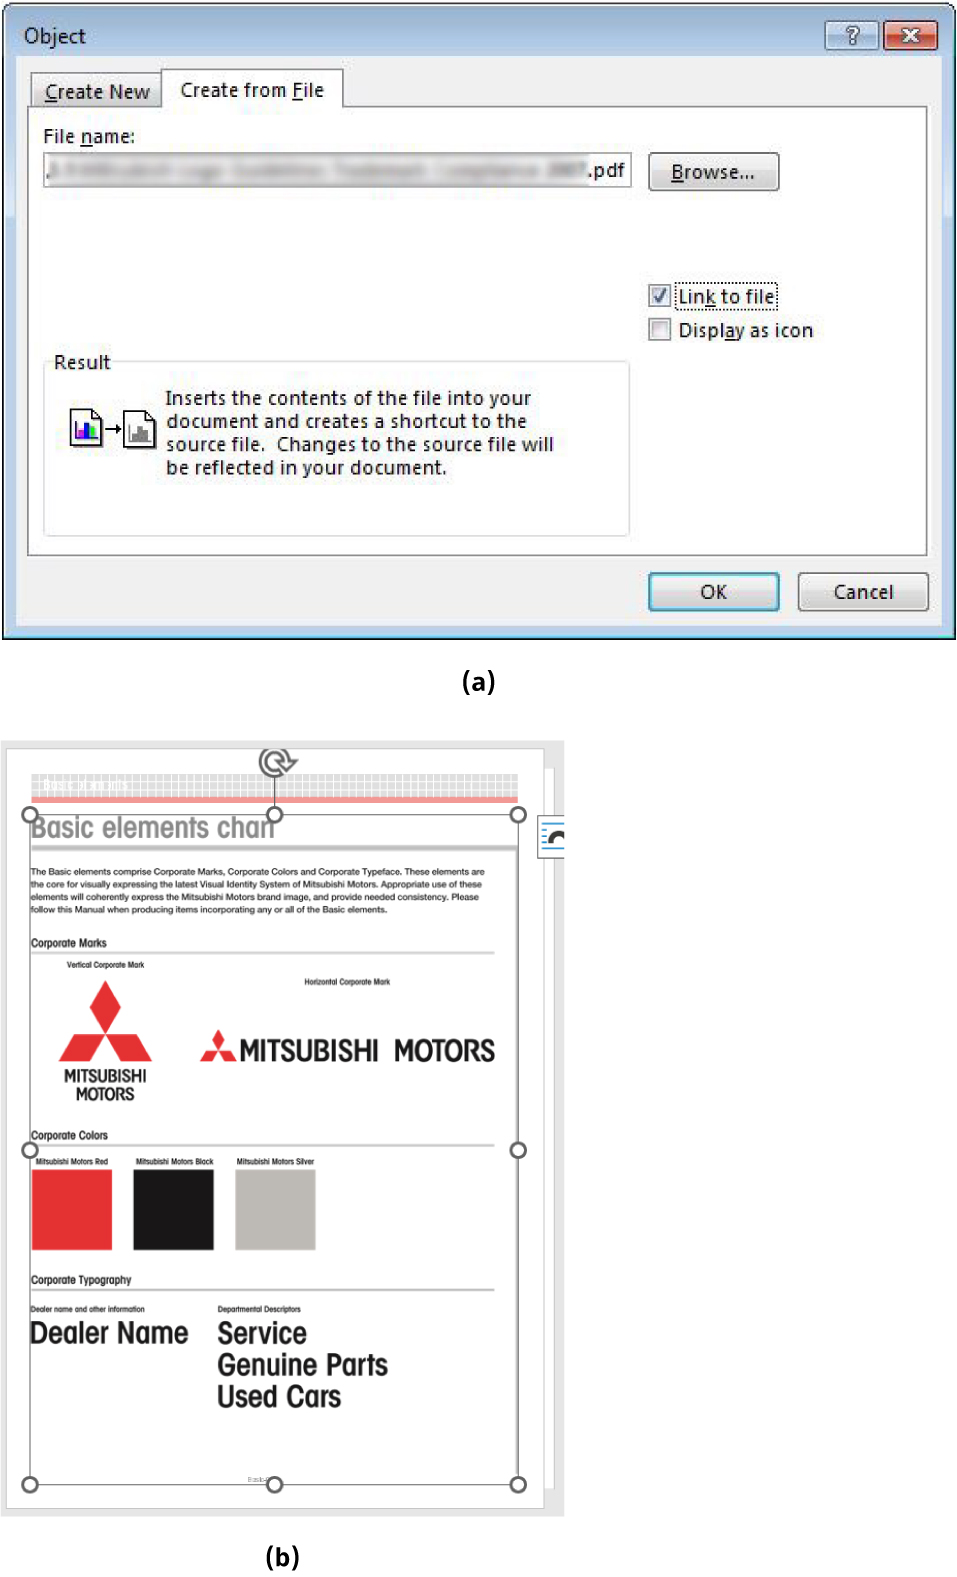 Object
Create New
Create from File
File name:
.pdf
Browse...
Link to file
Display as icon
Result
Inserts the contents of the file into your
document and creates a shortcut to the
source file. Changes to the source file will
be reflected in your document.
OK
Cancel
(a)
Basic elements chart
The Basic elements comprise Corporate Marks, Corporate Colors and Corporate Typeface. These elements are
the core for visually expressing the latest Visual Identity System of Mitsubishi Motors. Appropriate use of these
elements will coherently express the Mitsubishi Motors brand image, and provide needed consistency. Please
follow this Manual when producing items incorporating any or all of the Basic elements.
Corporate Marks
Vertical Corporate Mark
Horizontal Corporate Mark
MITSUBISHI
MOTORS
MITSUBISHI MOTORS
Corporate Colors
Mitsubishi Motors Red
Mitsubishi Motors Black
Mitsubishi Motors Silver
Corporate Typography
Dealer name and other information
Departmental Descriptors
Dealer Name
Service
Genuine Parts
Used Cars
(b)